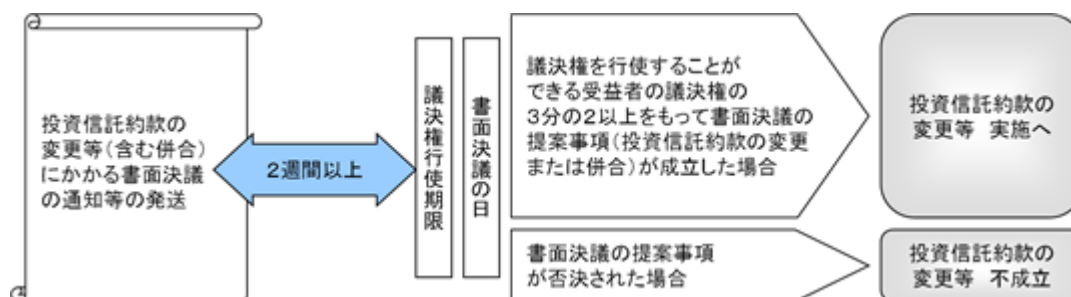 投資信託約款の
変更等(含む併合)
にかかる書面決議
の通知等の発送
2週間以上
議決権行使期限
書面決議の日
議決権を行使することが
できる受益者の議決権の
3分の2以上をもって書面決議の
提案事項(投資信託約款の変更
または併合)が成立した場合
投資信託約款の
変更等 実施へ
書面決議の提案事項
が否決された場合
投資信託約款の
変更等 不成立